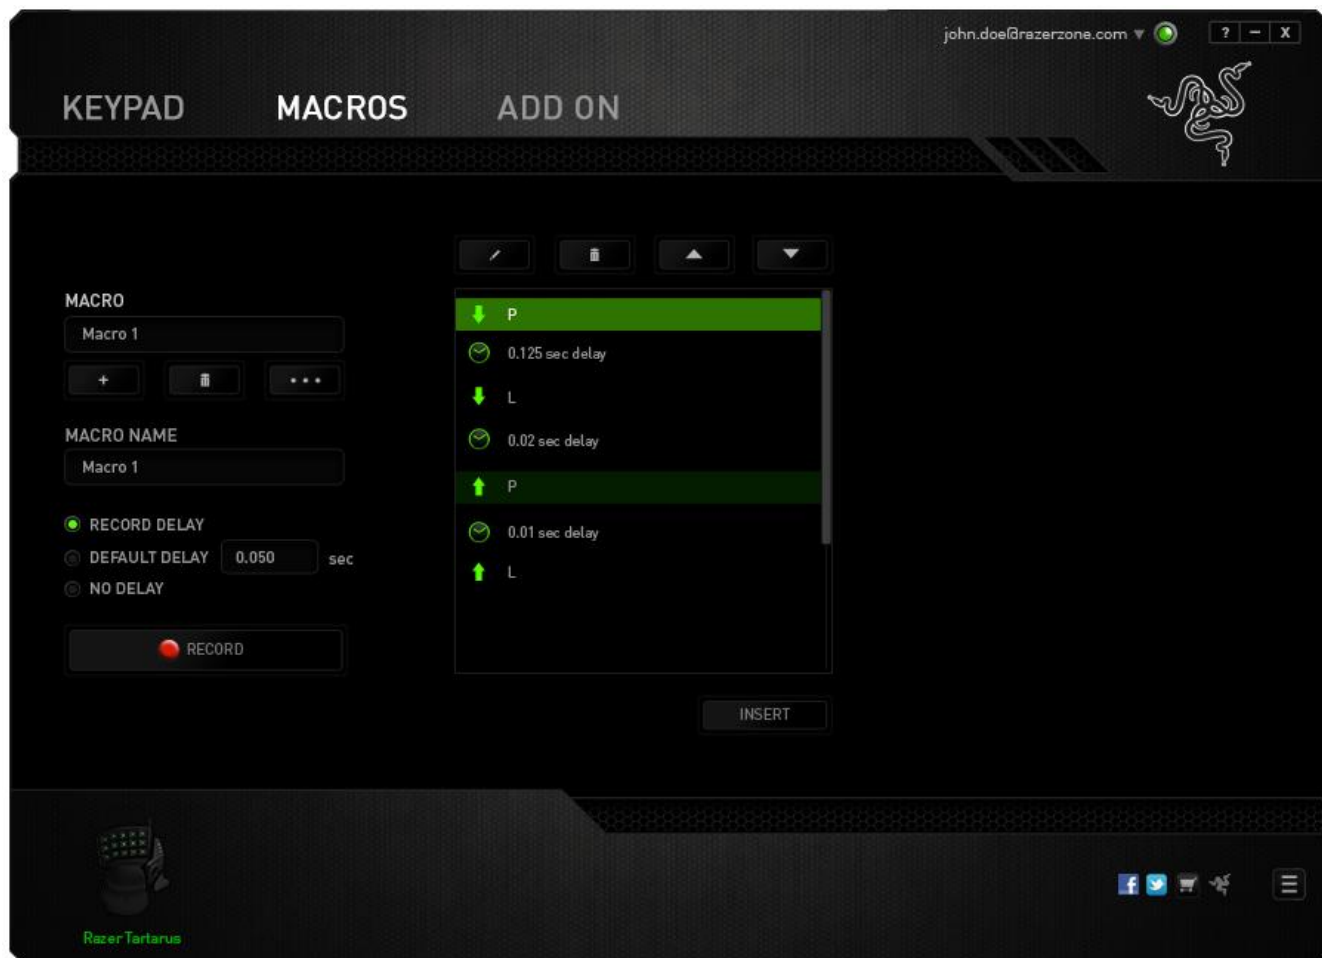 john.doe@razerzone.com
? — X
KEYPAD MACROS ADD ON
MACRO
Macro 1
+
MACRO NAME
Macro 1
RECORD DELAY
DEFAULT DELAY 0.050 sec
NO DELAY
RECORD
P
0.125 sec delay
L
0.02 sec delay
P
0.01 sec delay
L
INSERT
Razer Tartarus